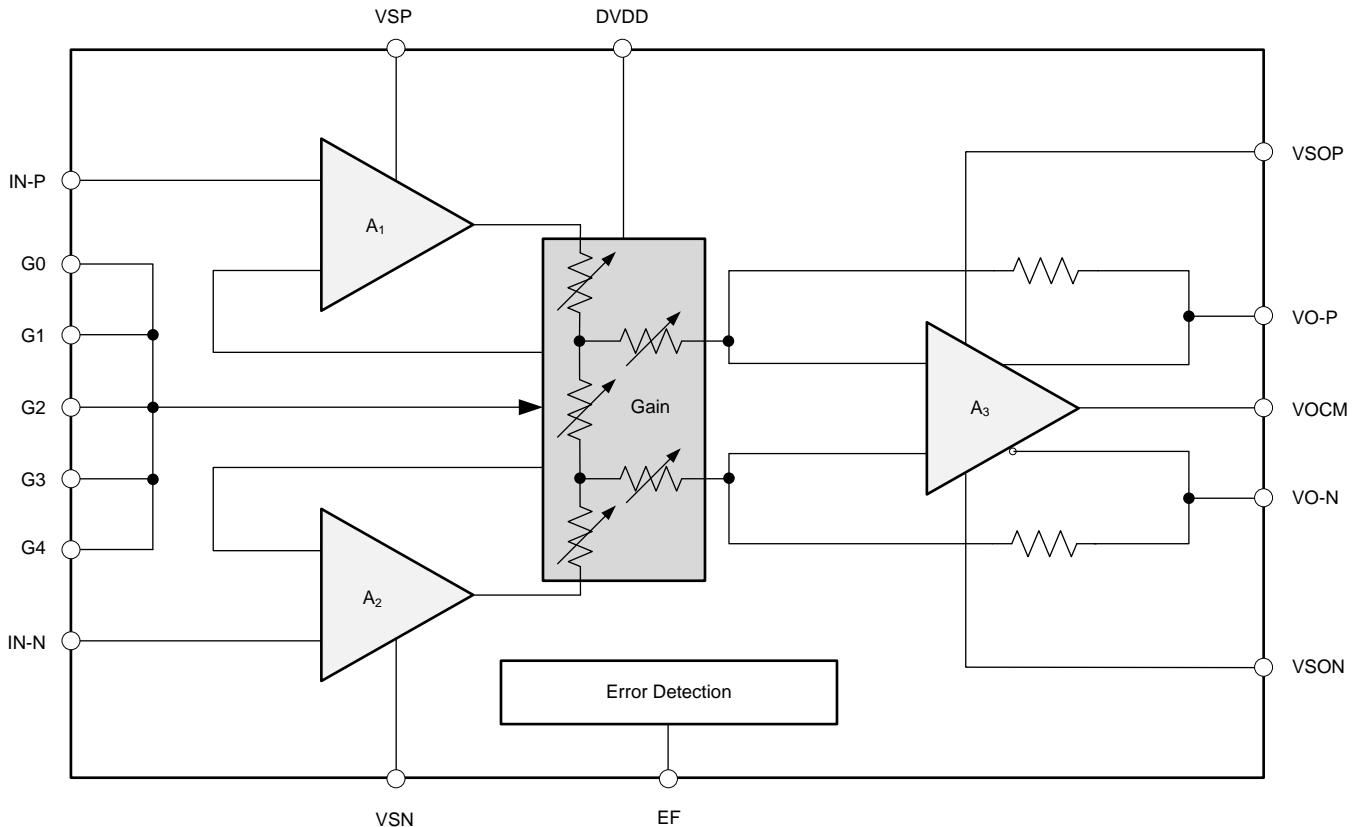 VSP
DVDD
VSOP
IN-P
A₁
G0
G1
VO-P
G2
Gain
A₃
VOCM
G3
VO-N
G4
A₂
IN-N
VSON
Error Detection
VSN
EF